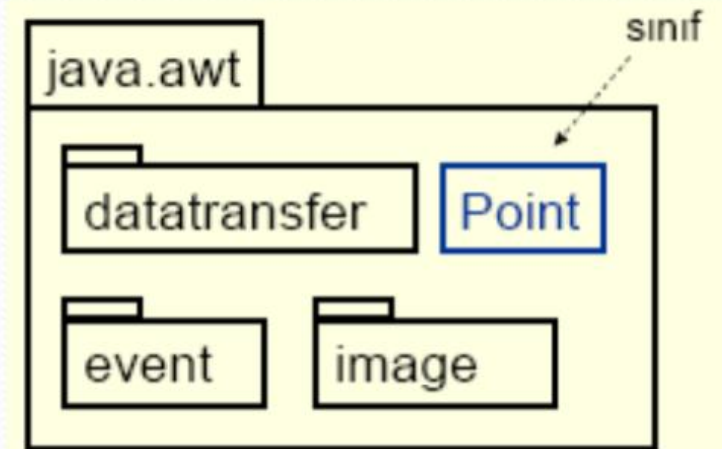 sınıf
java.awt
datatransfer
Point
event
image